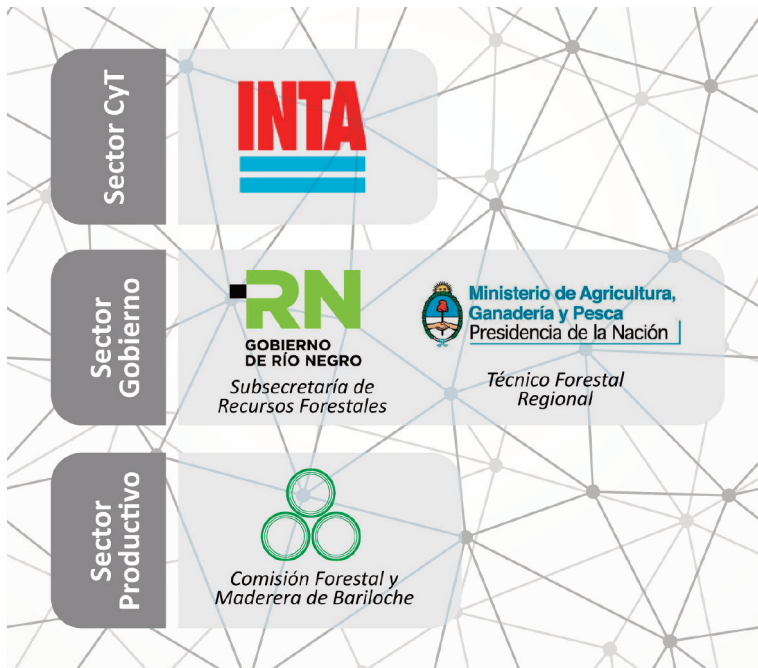 Sector CyT
INTA
Sector
Gobierno
RN
GOBIERNO
DE RÍO NEGRO
Subsecretaría de
Recursos Forestales
Ministerio de Agricultura,
Ganadería y Pesca
Presidencia de la Nación
Técnico Forestal
Regional
Sector
Productivo
Comisión Forestal y
Maderera de Bariloche